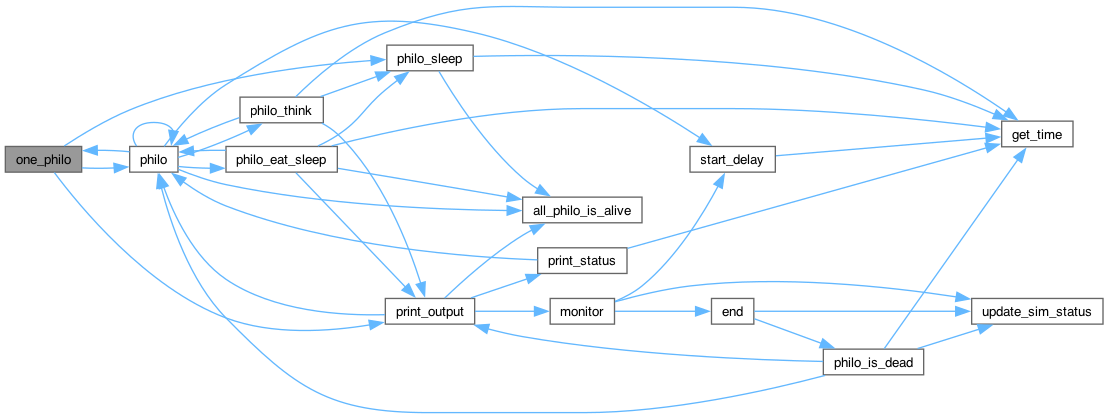 one_philo
philo
philo_think
philo_eat_sleep
philo_sleep
all_philo_is_alive
print_status
print_output
monitor
start_delay
end
philo_is_dead
get_time
update_sim_status